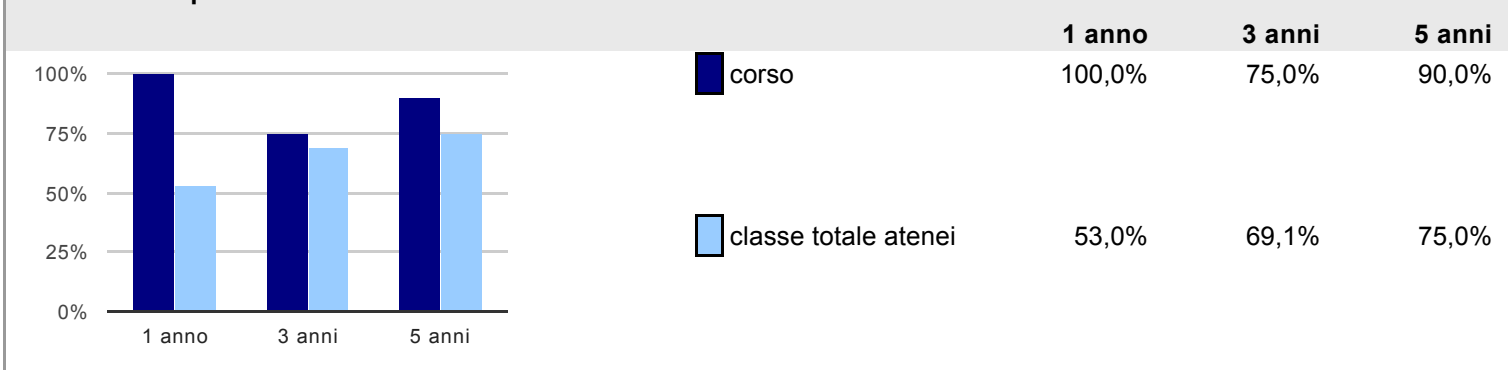 1 anno 3 anni 5 anni
100%
75%
50%
25%
0%
1 anno 3 anni 5 anni
corso 100,0% 75,0% 90,0%
classe totale atenei 53,0% 69,1% 75,0%